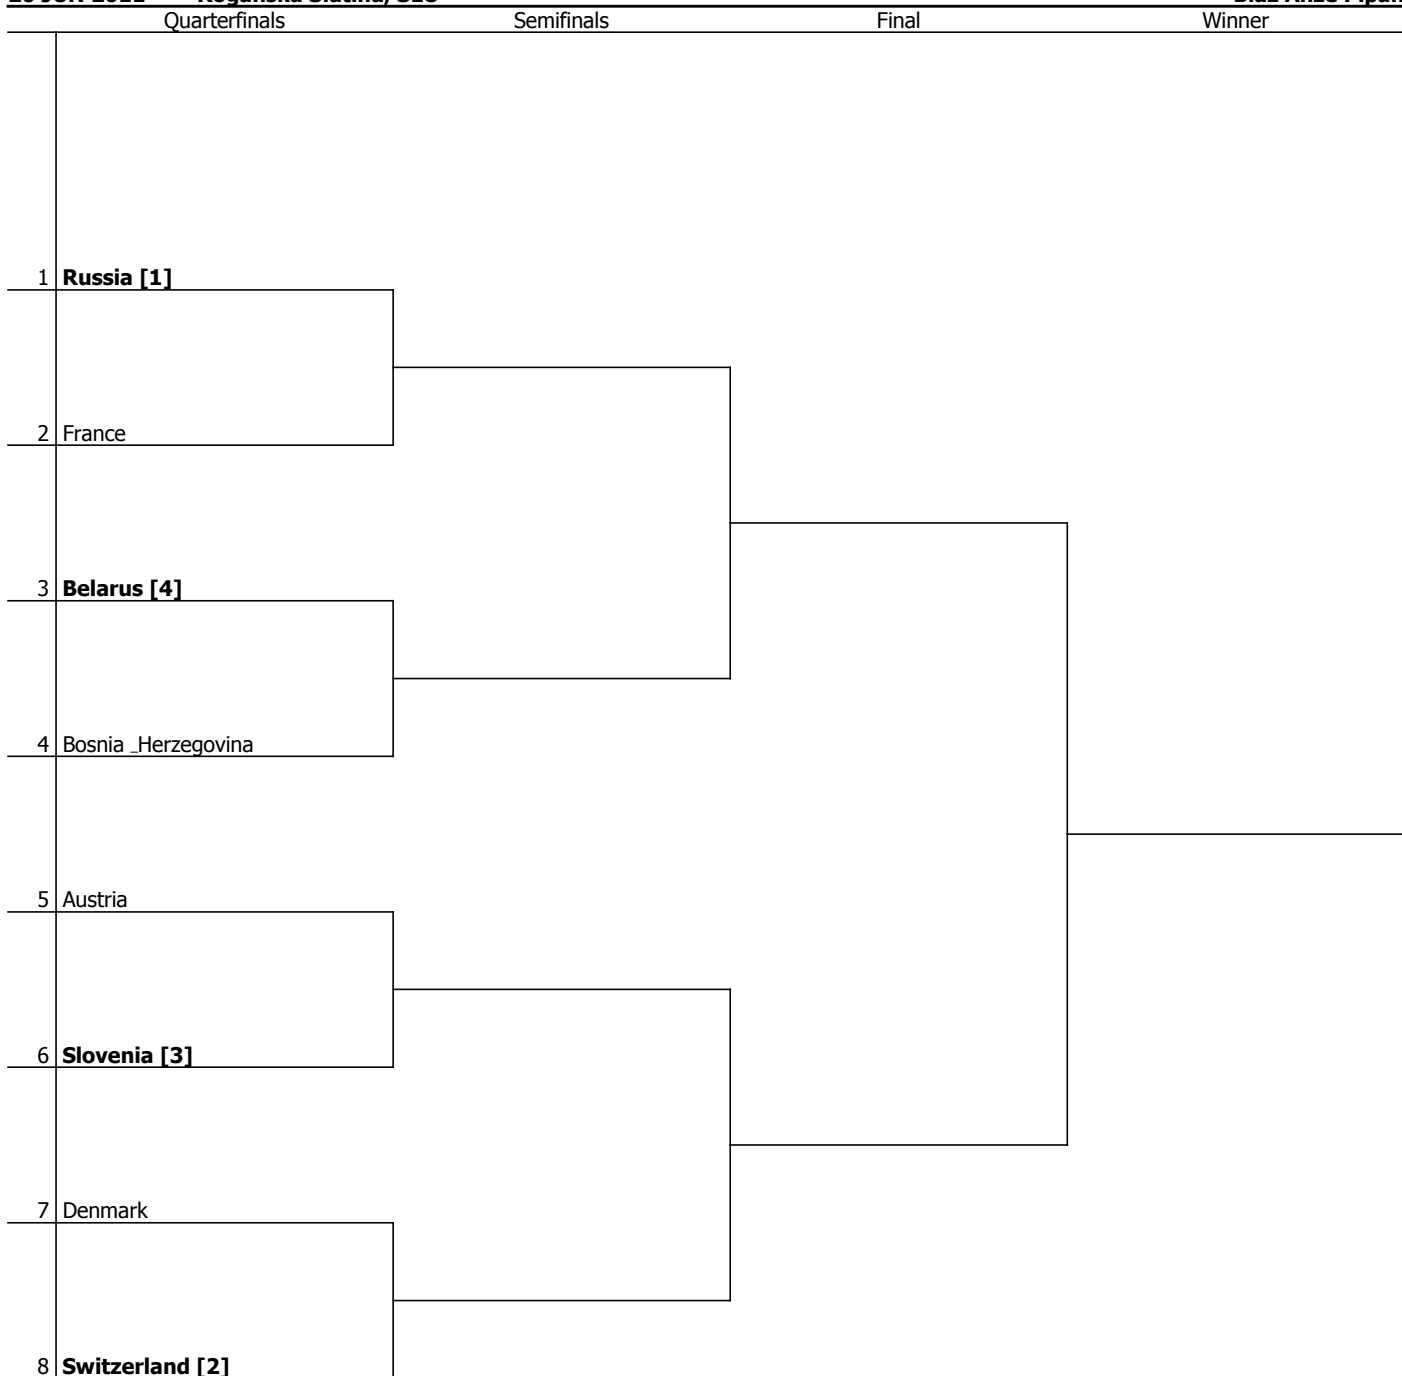 Quarterfinals Semifinals Final Winner
1 Russia [1]
2 France
3 Belarus [4]
4 Bosnia _Herzegovina
5 Austria
6 Slovenia [3]
7 Denmark
8 Switzerland [2]